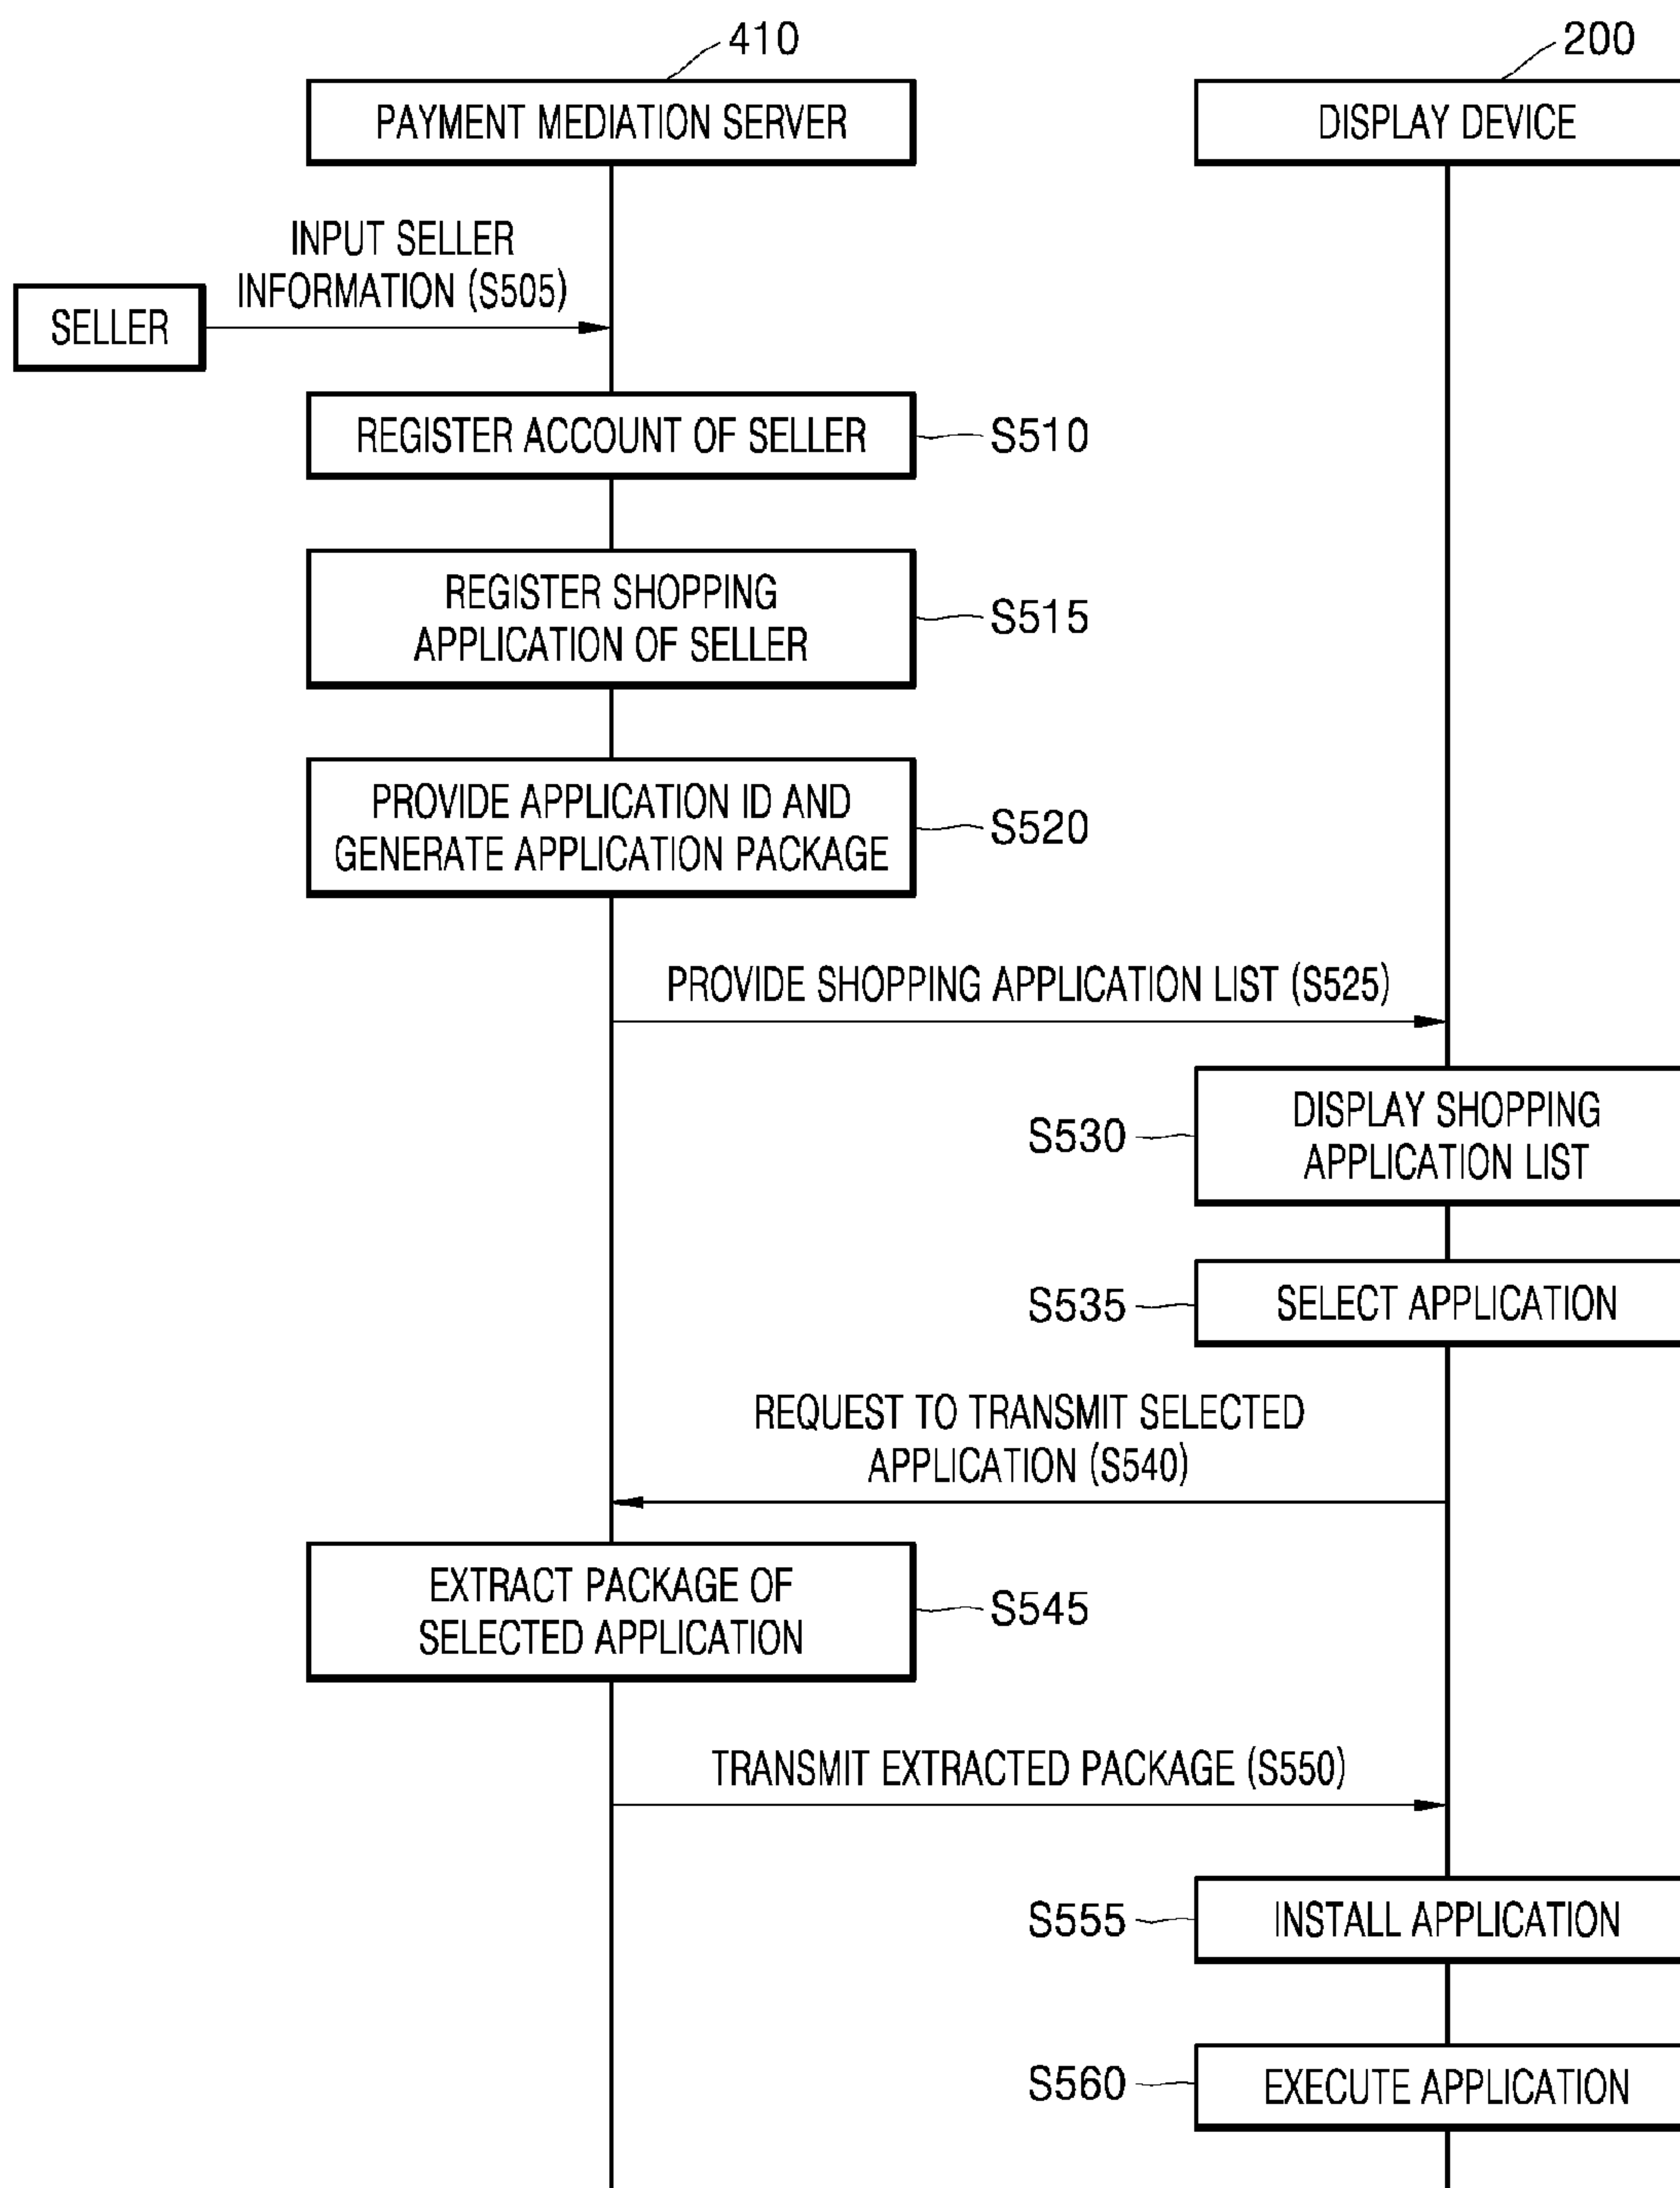 410
200
PAYMENT MEDIATION SERVER
DISPLAY DEVICE
INPUT SELLER
INFORMATION (S505)
SELLER
REGISTER ACCOUNT OF SELLER
S510
REGISTER SHOPPING
APPLICATION OF SELLER
S515
PROVIDE APPLICATION ID AND
GENERATE APPLICATION PACKAGE
S520
PROVIDE SHOPPING APPLICATION LIST (S525)
S530
DISPLAY SHOPPING
APPLICATION LIST
S535
SELECT APPLICATION
REQUEST TO TRANSMIT SELECTED
APPLICATION (S540)
EXTRACT PACKAGE OF
SELECTED APPLICATION
S545
TRANSMIT EXTRACTED PACKAGE (S550)
S555
INSTALL APPLICATION
S560
EXECUTE APPLICATION